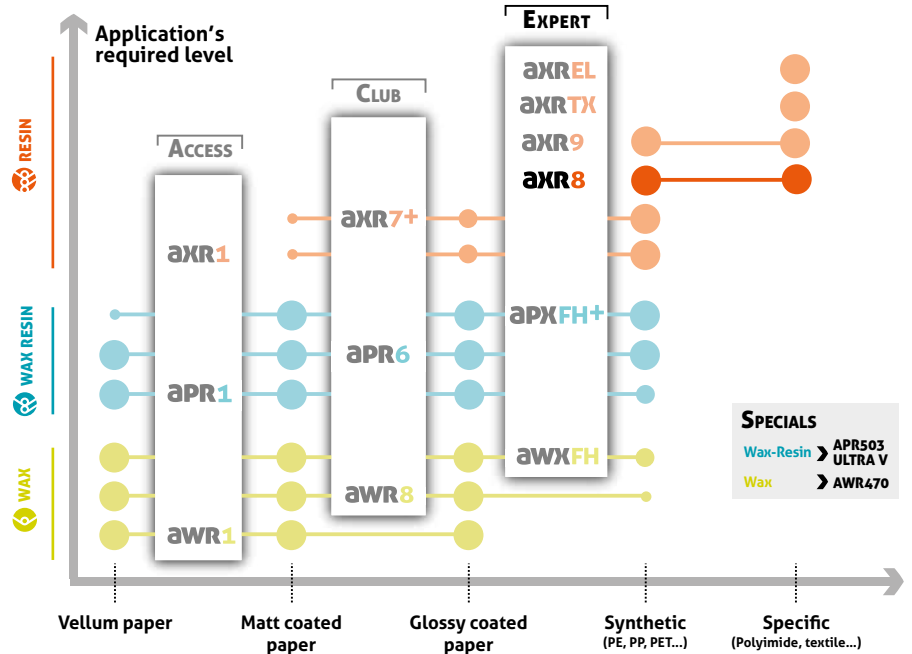 Application's
required level
EXPERT
CLUB
ACCESS
aXREL
aXRTX
aXR9
aXR8
aXR7+
aXR1
aPXFH+
aPR6
aPR1
aWXFH
aWR8
aWR1
RESIN
WAX RESIN
WAX
SPECIALS
Wax-Resin > APR503
ULTRA V
Wax > AWR470
Vellum paper
Matt coated
paper
Glossy coated
paper
Synthetic
(PE, PP, PET...)
Specific
(Polyimide, textile...)